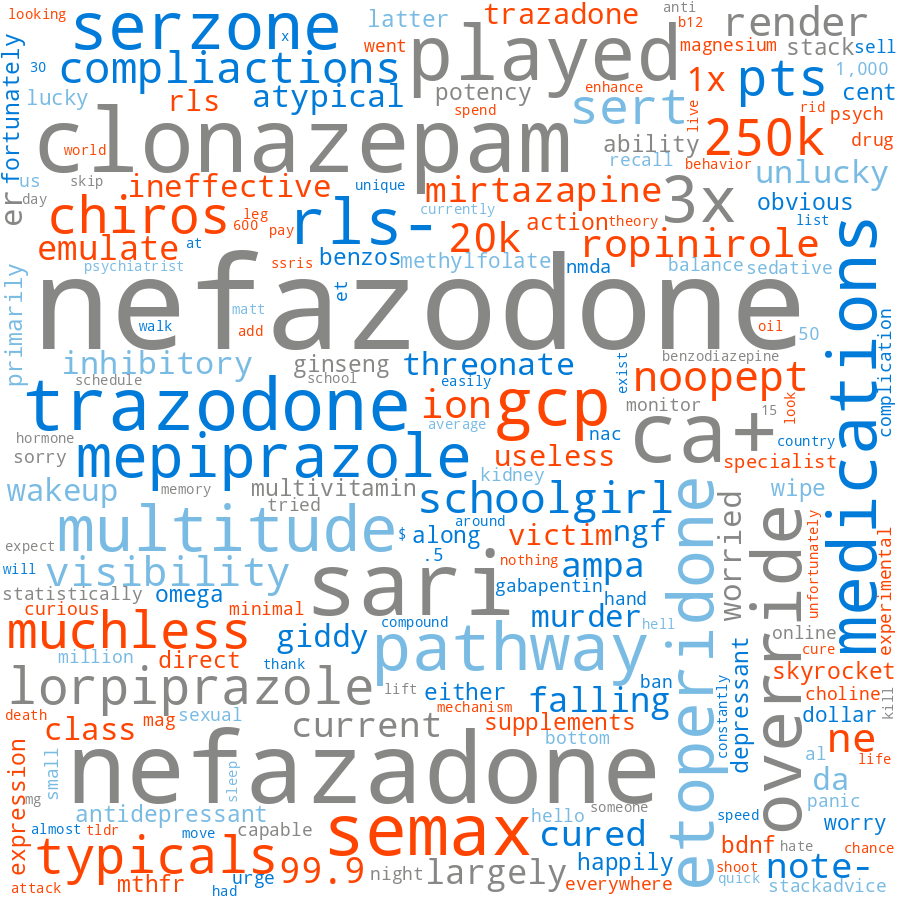 looking
serzone
x
latter
trazadone
anti
b12
render
went
played
magnesium
stack
sell
30
compliactions
1x
pts
1,000
lucky
rls
atypical
potency
enhance
sert
cent
fortunately
spend
live
rid
psych
clonazepam
ability
250k
drug
world
recall
behavior
unlucky
us
skip
ineffective
unique
mirtazapine
3x
obvious
day
er
chiros
leg
600
pay
rls-
currently
20k
action
theory
list
ropinirole
emulate
at
benzos
methylfolate
nmda
balance
sedative
psychiatrist
ssris
et
medications
primarily
nefazodone
matt
walk
add
oil
50
inhibitory
ginseng
threonate
exist
benzodiazepine
complication
schedule
school
easily
noopept
trazodone
ion
gcp
monitor
15
look
average
ca+
hormone
nac
country
sorry
mepiprazole
useless
specialist
wakeup
memory
multivitamin
kidney
wipe
tried
schoolgirl
multitude
$
along
around
victim
ngf
worried
override
unfortunately
expect
.5
nothing
ampa
etoperidone
experimental
will
visibility
sari
gabapentin
statistically
omega
hand
curious
minimal
murder
muchless
giddy
compound
hell
online
million
direct
thank
pathway
cure
lorpiprazole
lift
either
falling
ban
skyrocket
mechanism
constantly
depressant
choline
kill
death
class
mag
sexual
current
supplements
dollar
bottom
ne
expression
small
sleep
nefazadone
al
life
mg
da
antidepressant
hello
someone
speed
panic
almost
tldr
move
capable
semax
cured
worry
typicals
bdnf
hate
chance
99.9
night
largely
happily
shoot
note-
attack
mthfr
urge
had
everywhere
quick
stackadvice